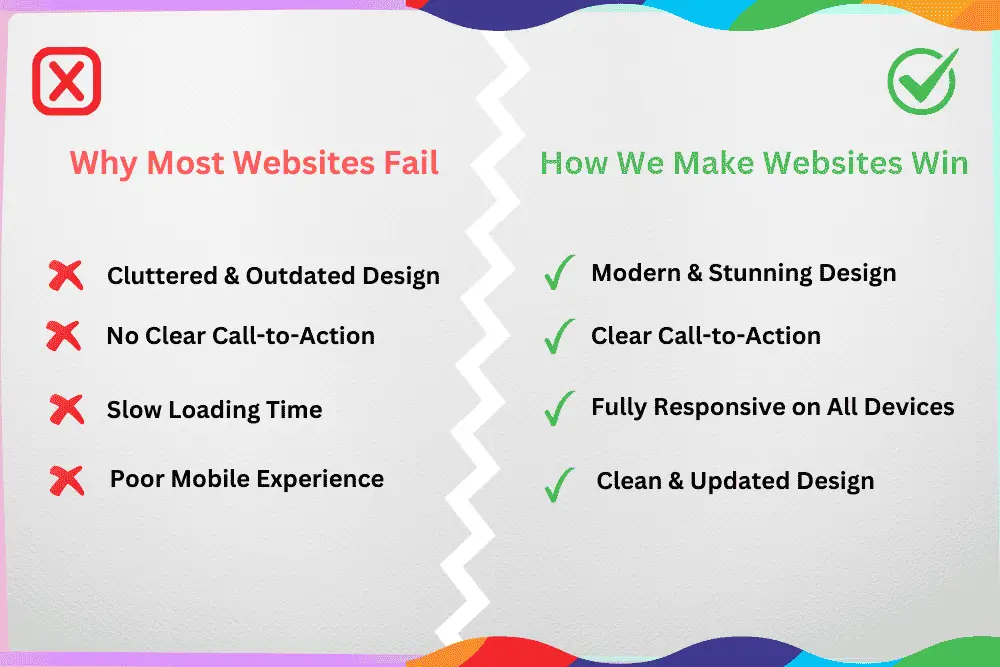 Why Most Websites Fail
Cluttered & Outdated Design
No Clear Call-to-Action
Slow Loading Time
Poor Mobile Experience
How We Make Websites Win
Modern & Stunning Design
Clear Call-to-Action
Fully Responsive on All Devices
Clean & Updated Design